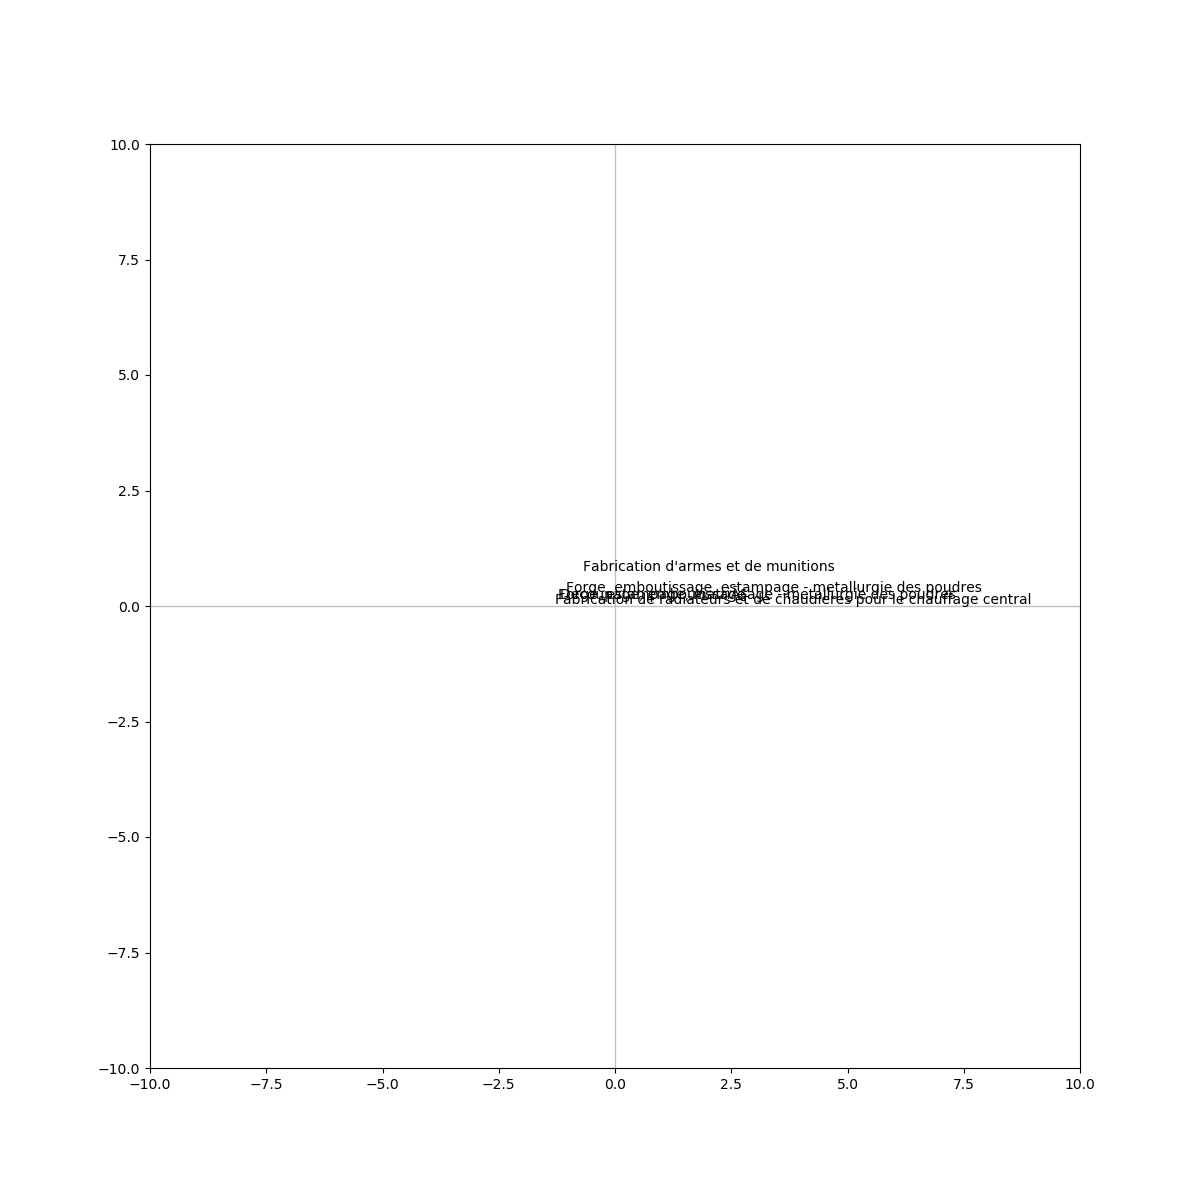 10.0
7.5
5.0
2.5
Fabrication d'armes et de munitions
Forge, emboutissage, estampage - metallurgie des poudres
Fabrication de radiateurs et de chaudieres pour le chauffage central
0.0
−2.5
−5.0
−7.5
−10.0
−10.0 −7.5 −5.0 −2.5 0.0 2.5 5.0 7.5 10.0